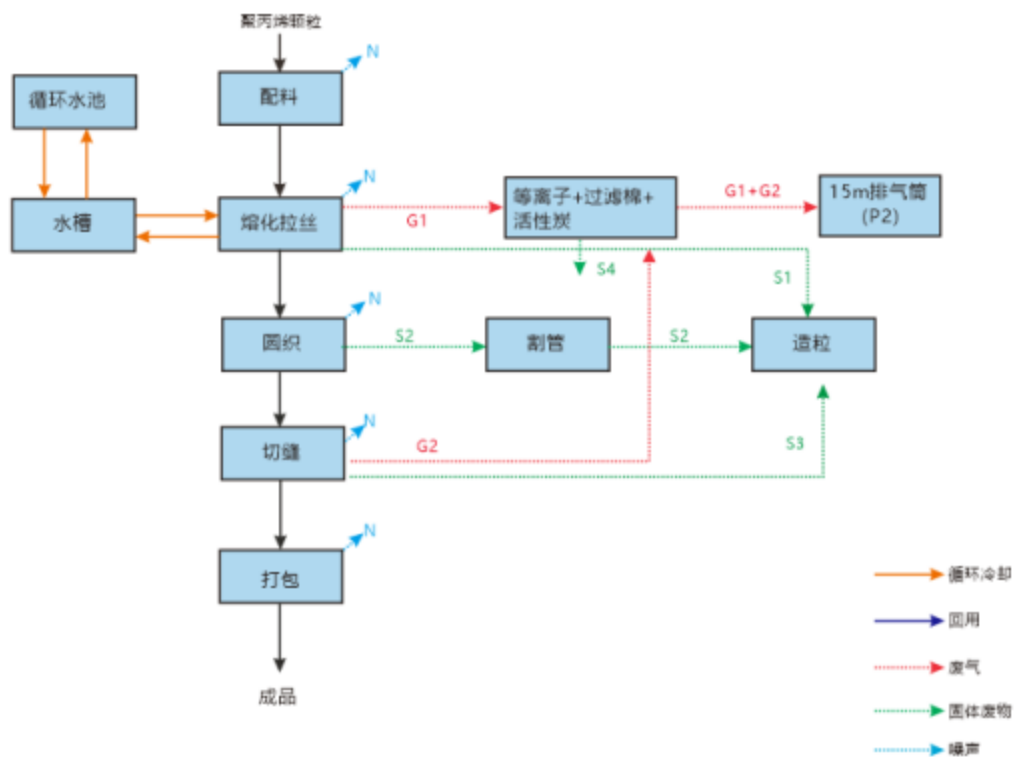 聚丙烯颗粒
N
配料
循环水池
N
水槽
熔化拉丝
G1
等离子+过滤棉+
活性炭
G1+G2
15m排气筒
(P2)
S4
S1
N
圆织
S2
割管
S2
造粒
N
切缝
G2
S3
N
打包
成品
循环冷却
回用
废气
固体废物
噪声